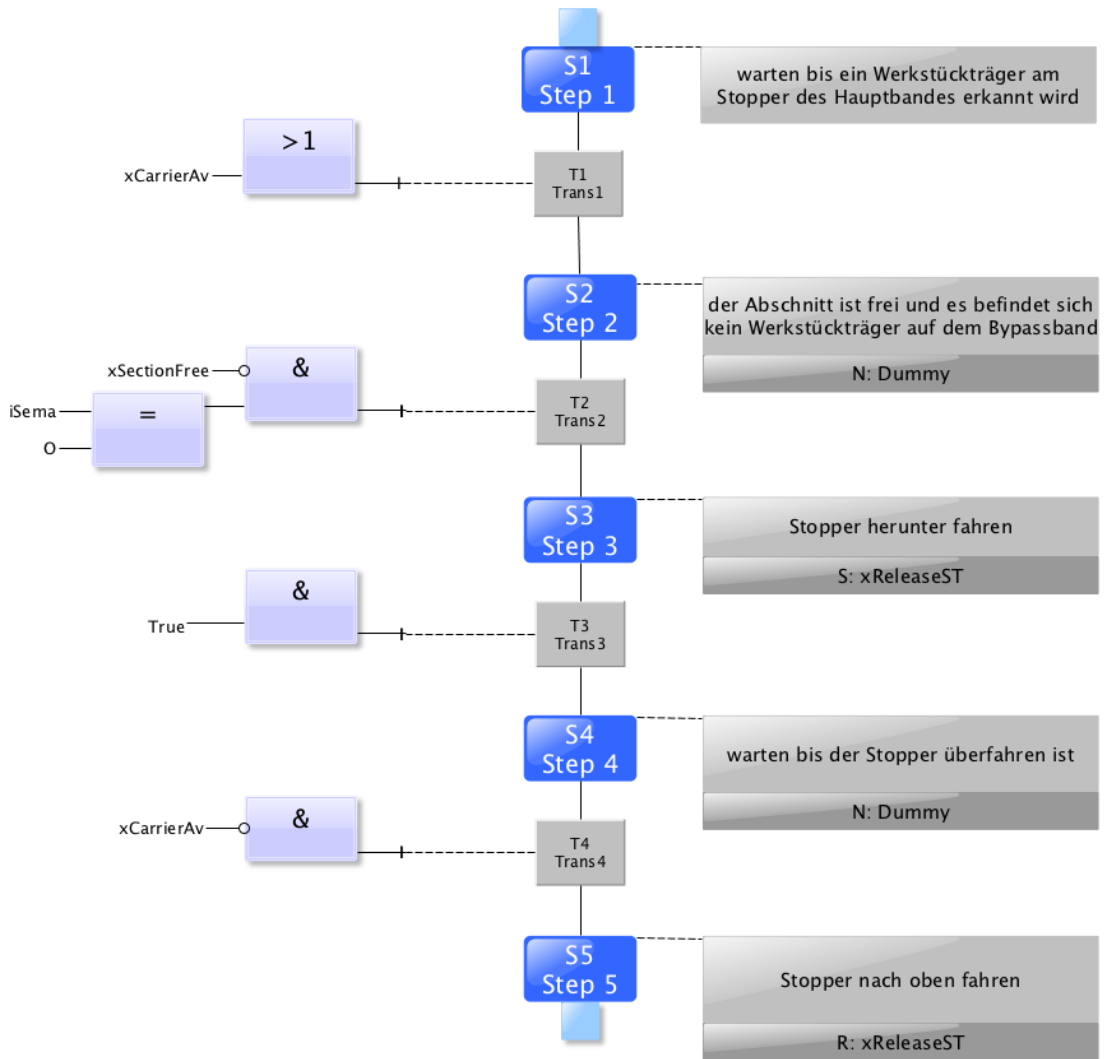 S1
Step 1
warten bis ein Werkstückträger am
Stopper des Hauptbandes erkannt wird
>1
xCarrierAv
T1
Trans1
S2
Step 2
der Abschnitt ist frei und es befindet sich
kein Werkstückträger auf dem Bypassband
N: Dummy
xSectionFree
&
iSema
=
O
T2
Trans2
S3
Step 3
Stopper herunter fahren
S: xReleaseST
&
True
T3
Trans3
S4
Step 4
warten bis der Stopper überfahren ist
N: Dummy
&
xCarrierAv
T4
Trans4
S5
Step 5
Stopper nach oben fahren
R: xReleaseST